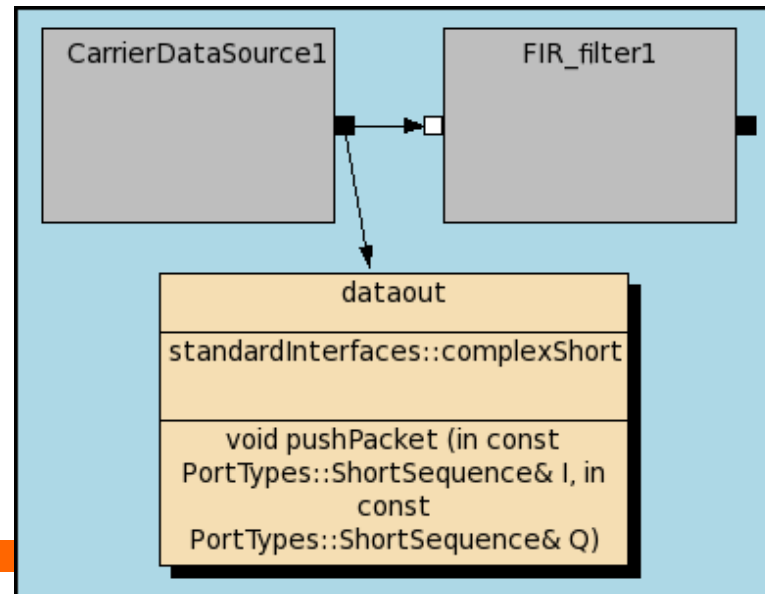 CarrierDataSource1
FIR_filter1
dataout
standardInterfaces::complexShort
void pushPacket (in const
PortTypes::ShortSequence& I, in
const
PortTypes::ShortSequence& Q)